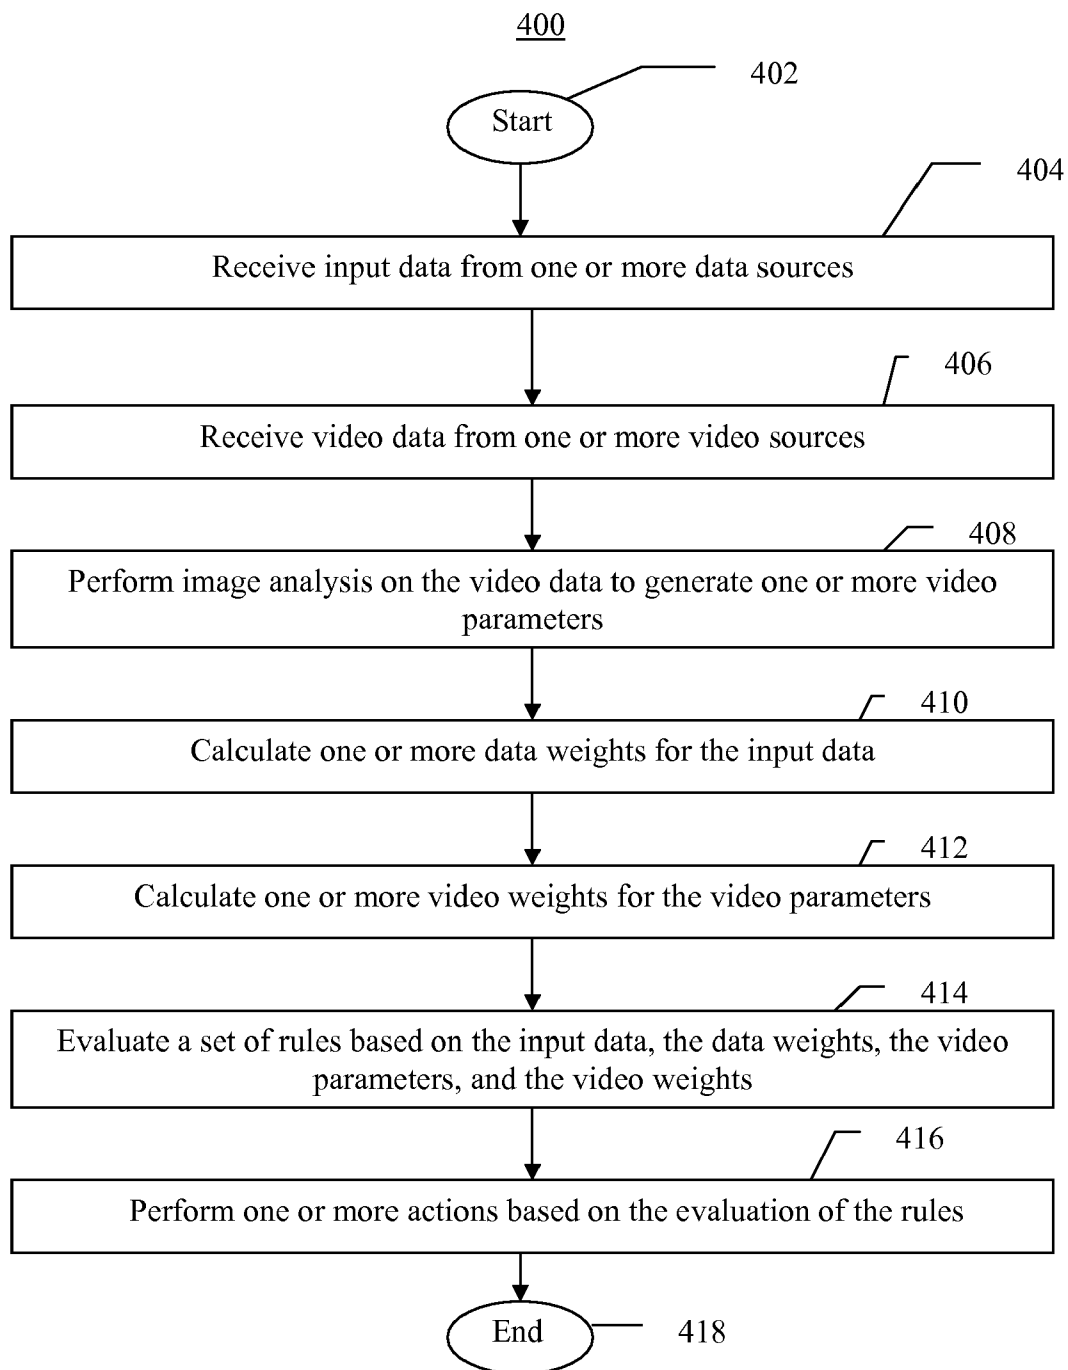 400
402
Start
404
Receive input data from one or more data sources
406
Receive video data from one or more video sources
408
Perform image analysis on the video data to generate one or more video
parameters
410
Calculate one or more data weights for the input data
412
Calculate one or more video weights for the video parameters
414
Evaluate a set of rules based on the input data, the data weights, the video
parameters, and the video weights
416
Perform one or more actions based on the evaluation of the rules
End
418